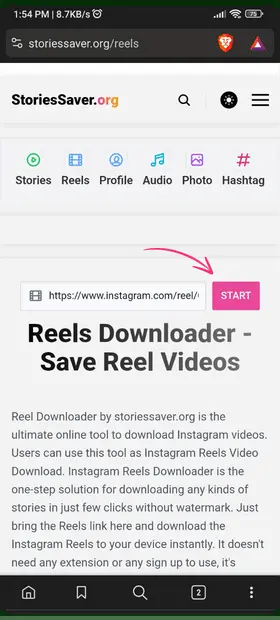 1:54 PM | 8.7KB/s
75
storiessaver.org/reels
StoriesSaver.org
Stories Reels Profile Audio Photo Hashtag
https://www.instagram.com/reel/ START
Reels Downloader -
Save Reel Videos
Reel Downloader by storiessaver.org is the
ultimate online tool to download Instagram videos.
Users can use this tool as Instagram Reels Video
Download. Instagram Reels Downloader is the
one-step solution for downloading any kinds of
stories in just few clicks without watermark. Just
bring the Reels link here and download the
Instagram Reels to your device instantly. It doesn't
need any extension or any sign up to use, it's
2